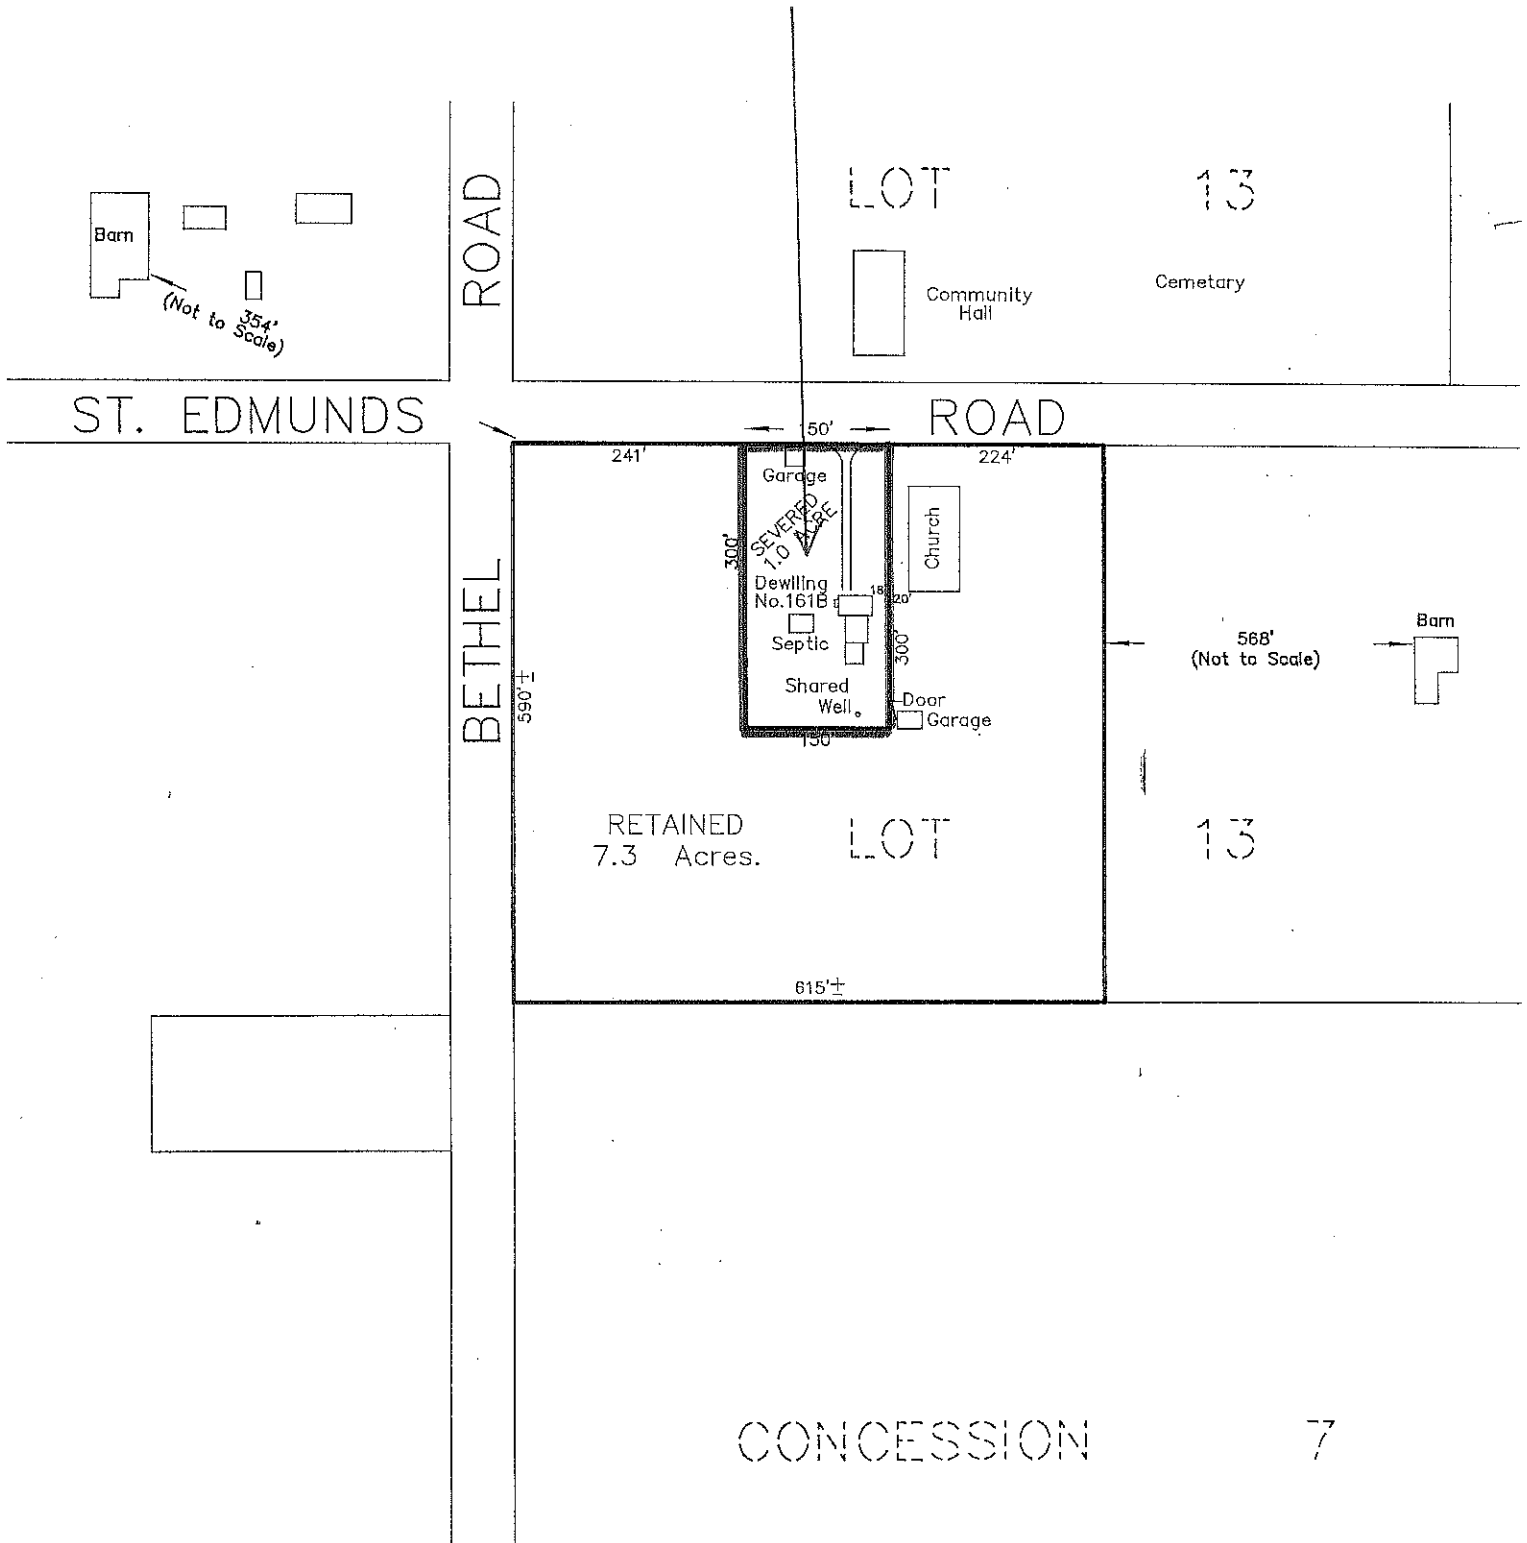 LOT 13
ROAD
Barn
(Not to Scale)
354'
Community
Hall
Cemetary
ST. EDMUNDS ROAD
150'
241'
224'
Garage
SEVERED
1.0 ACRE
300'
Church
Dewlling
No.161B
18'
20'
Septic
300'
Shared
Well
Door
Garage
150'
BETHEL
590'±
568'
(Not to Scale)
Barn
RETAINED
7.3 Acres.
LOT 13
615'±
CONCESSION 7